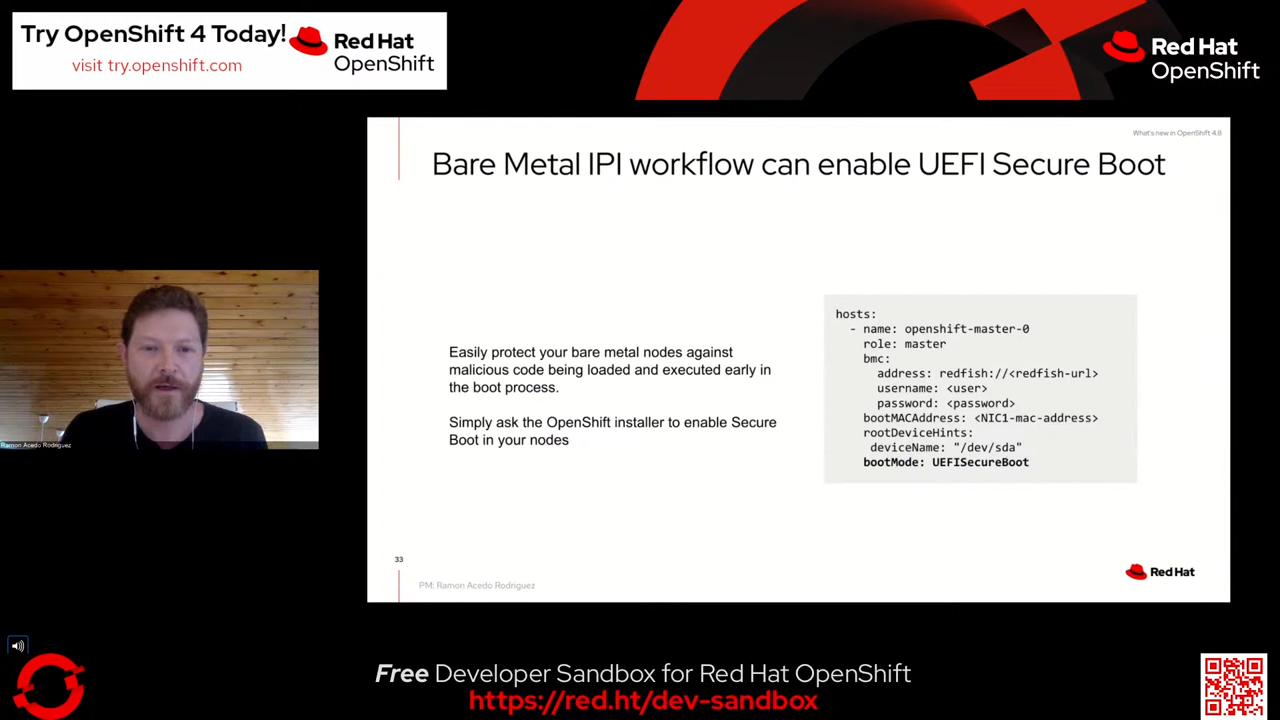 Try OpenShift 4 Today!
visit try.openshift.com
Red Hat
OpenShift
Red Hat
OpenShift
What's new in OpenShift 4.8
Bare Metal IPI workflow can enable UEFI Secure Boot
Easily protect your bare metal nodes against
malicious code being loaded and executed early in
the boot process.
Simply ask the OpenShift installer to enable Secure
Boot in your nodes
hosts:
- name: openshift-master-0
role: master
bmc:
address: redfish://<redfish-url>
username: <user>
password: <password>
bootMACAddress: <NIC1-mac-address>
rootDeviceHints:
deviceName: "/dev/sda"
bootMode: UEFISecureBoot
33
PM: Ramon Acedo Rodriguez
Red Hat
Ramon Acedo Rodriguez
Free Developer Sandbox for Red Hat OpenShift
https://red.ht/dev-sandbox